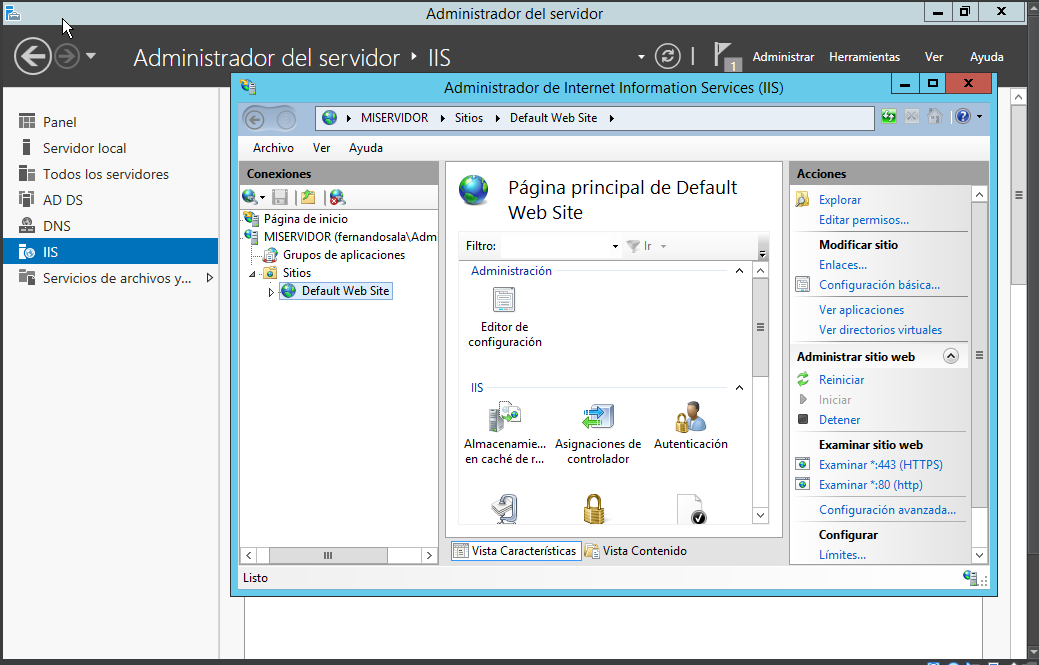 Administrador del servidor
Administrador del servidor IIS
1
Administrar Herramientas Ver Ayuda
Panel
Servidor local
Todos los servidores
AD DS
DNS
IIS
Servicios de archivos y...
Administrador de Internet Information Services (IIS)
MISERVIDOR Sitios Default Web Site
Archivo Ver Ayuda
Conexiones
Página de inicio
MISERVIDOR (fernandosala\Adm
Grupos de aplicaciones
Sitios
Default Web Site
Página principal de Default
Web Site
Filtro: Ir
Administración
Editor de
configuración
IIS
Almacenamie...
en caché de r...
Asignaciones de
controlador
Autenticación
Vista Características Vista Contenido
Acciones
Explorar
Editar permisos...
Modificar sitio
Enlaces...
Configuración básica...
Ver aplicaciones
Ver directorios virtuales
Administrar sitio web
Reiniciar
Iniciar
Detener
Examinar sitio web
Examinar *:443 (HTTPS)
Examinar *:80 (http)
Configuración avanzada...
Configurar
Límites...
Listo